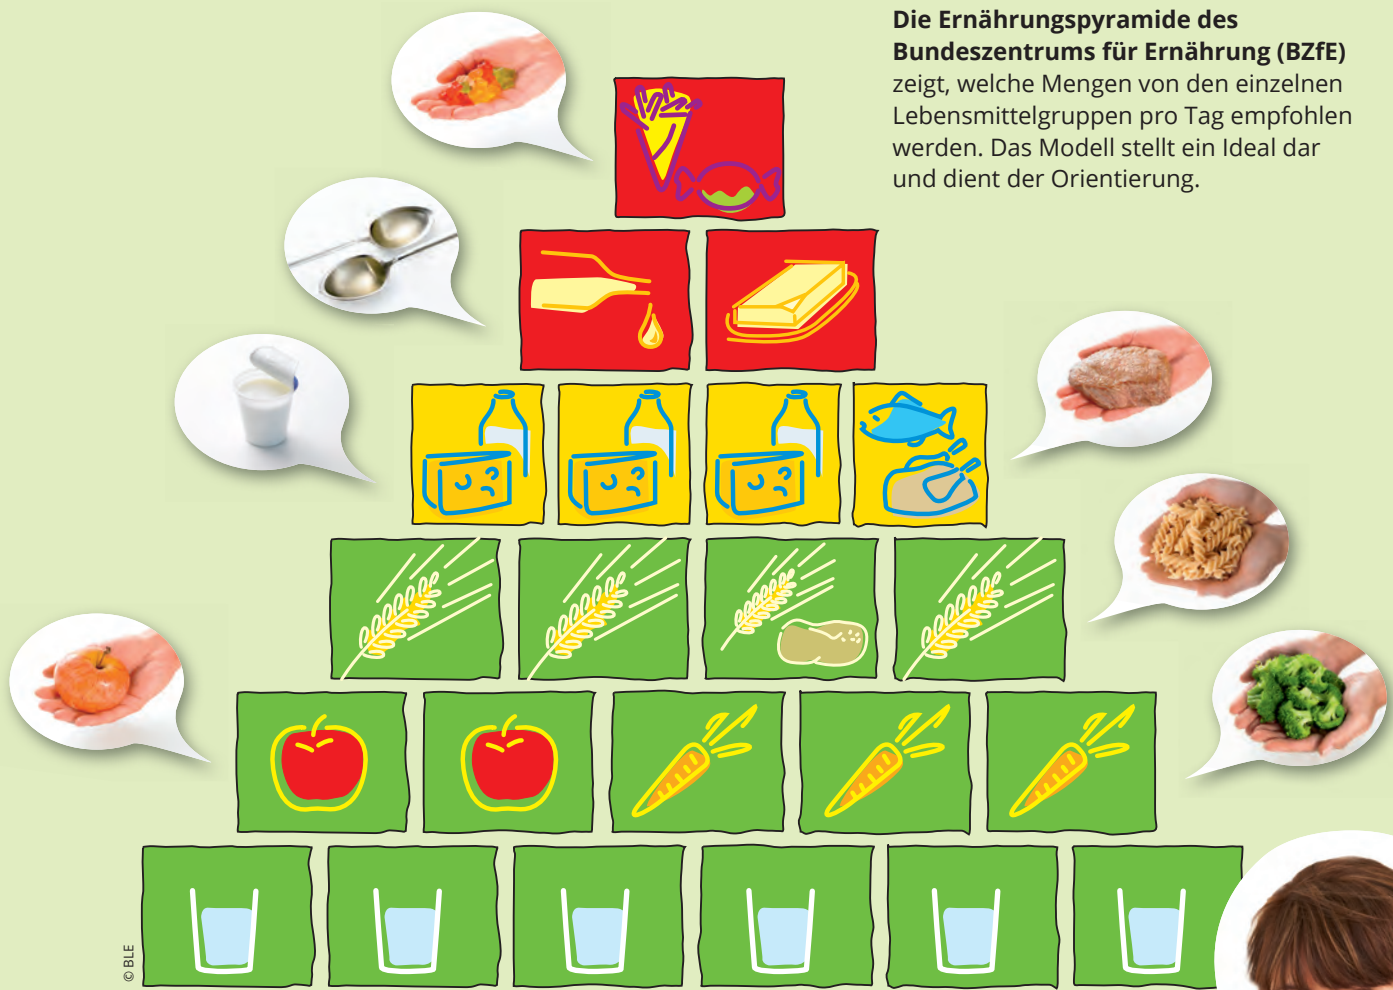 Die Ernährungspyramide des
Bundeszentrums für Ernährung (BZfE)
zeigt, welche Mengen von den einzelnen
Lebensmittelgruppen pro Tag empfohlen
werden. Das Modell stellt ein Ideal dar
und dient der Orientierung.
© BLE